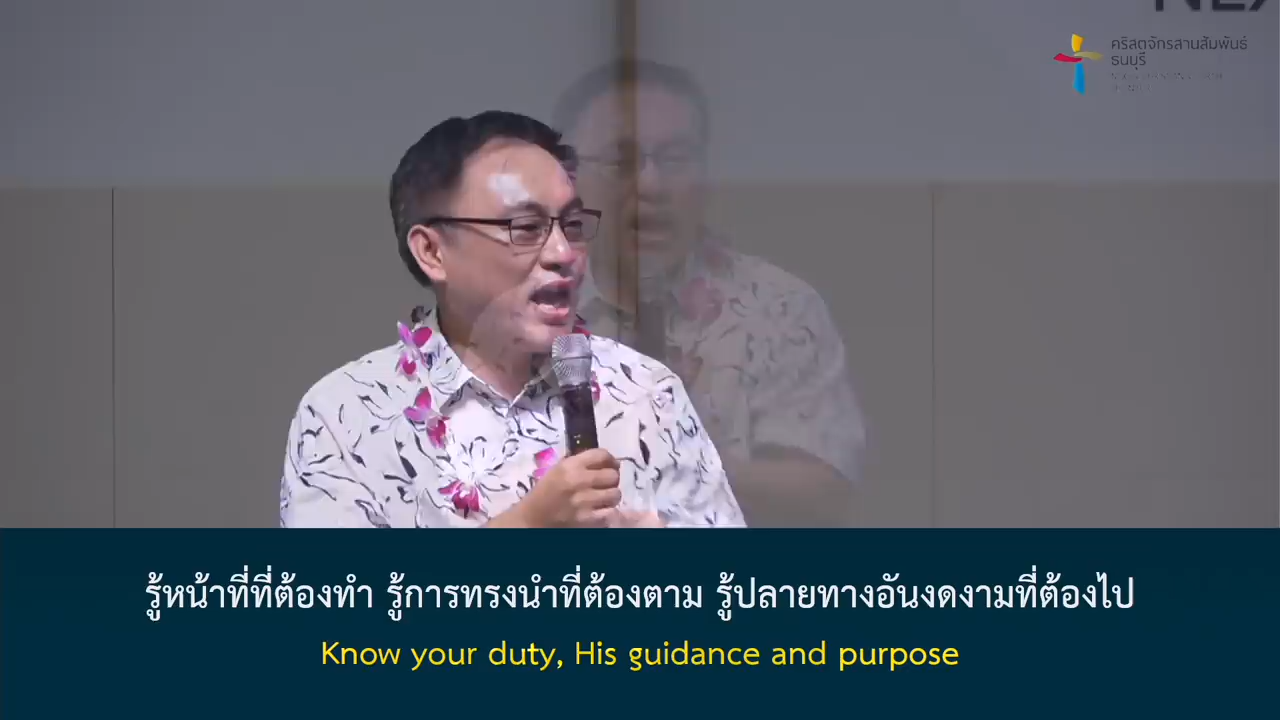 คริสตจักรสานสัมพันธ์
ธนบุรี
รู้หน้าที่ที่ต้องทำ รู้การทรงนำที่ต้องตาม รู้ปลายทางอันงดงามที่ต้องไป
Know your duty, His guidance and purpose